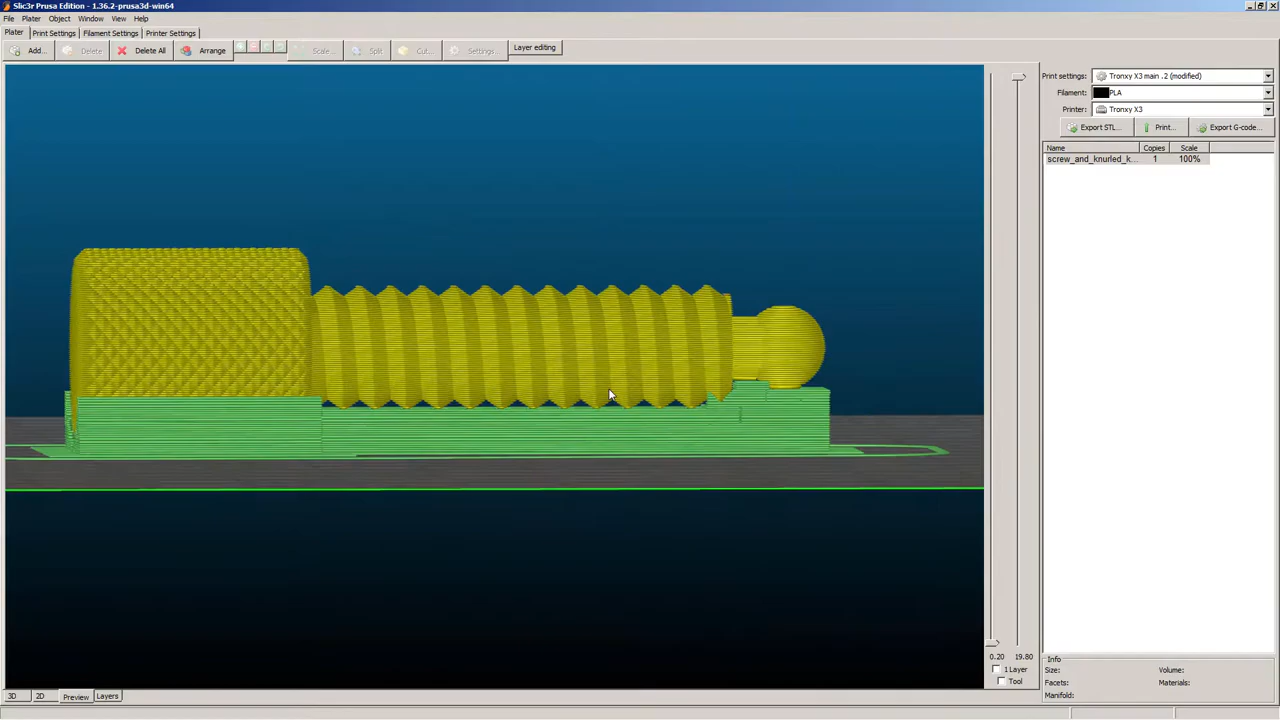 Slic3r Prusa Edition - 1.36.2-prusa3d-win64
File Plater Object Window View Help
Plater Print Settings Filament Settings Printer Settings
Add... Delete Delete All Arrange Scale... Split Cut... Settings... Layer editing
Print settings: Tronxy X3 main .2 (modified)
Filament: PLA
Printer: Tronxy X3
Export STL... Print... Export G-code...
Name Copies Scale
screw_and_knurled_k... 1 100%
0.20 19.80
1 Layer
Tool
Info
Size: Volume:
Facets: Materials:
Manifold:
3D 2D Preview Layers